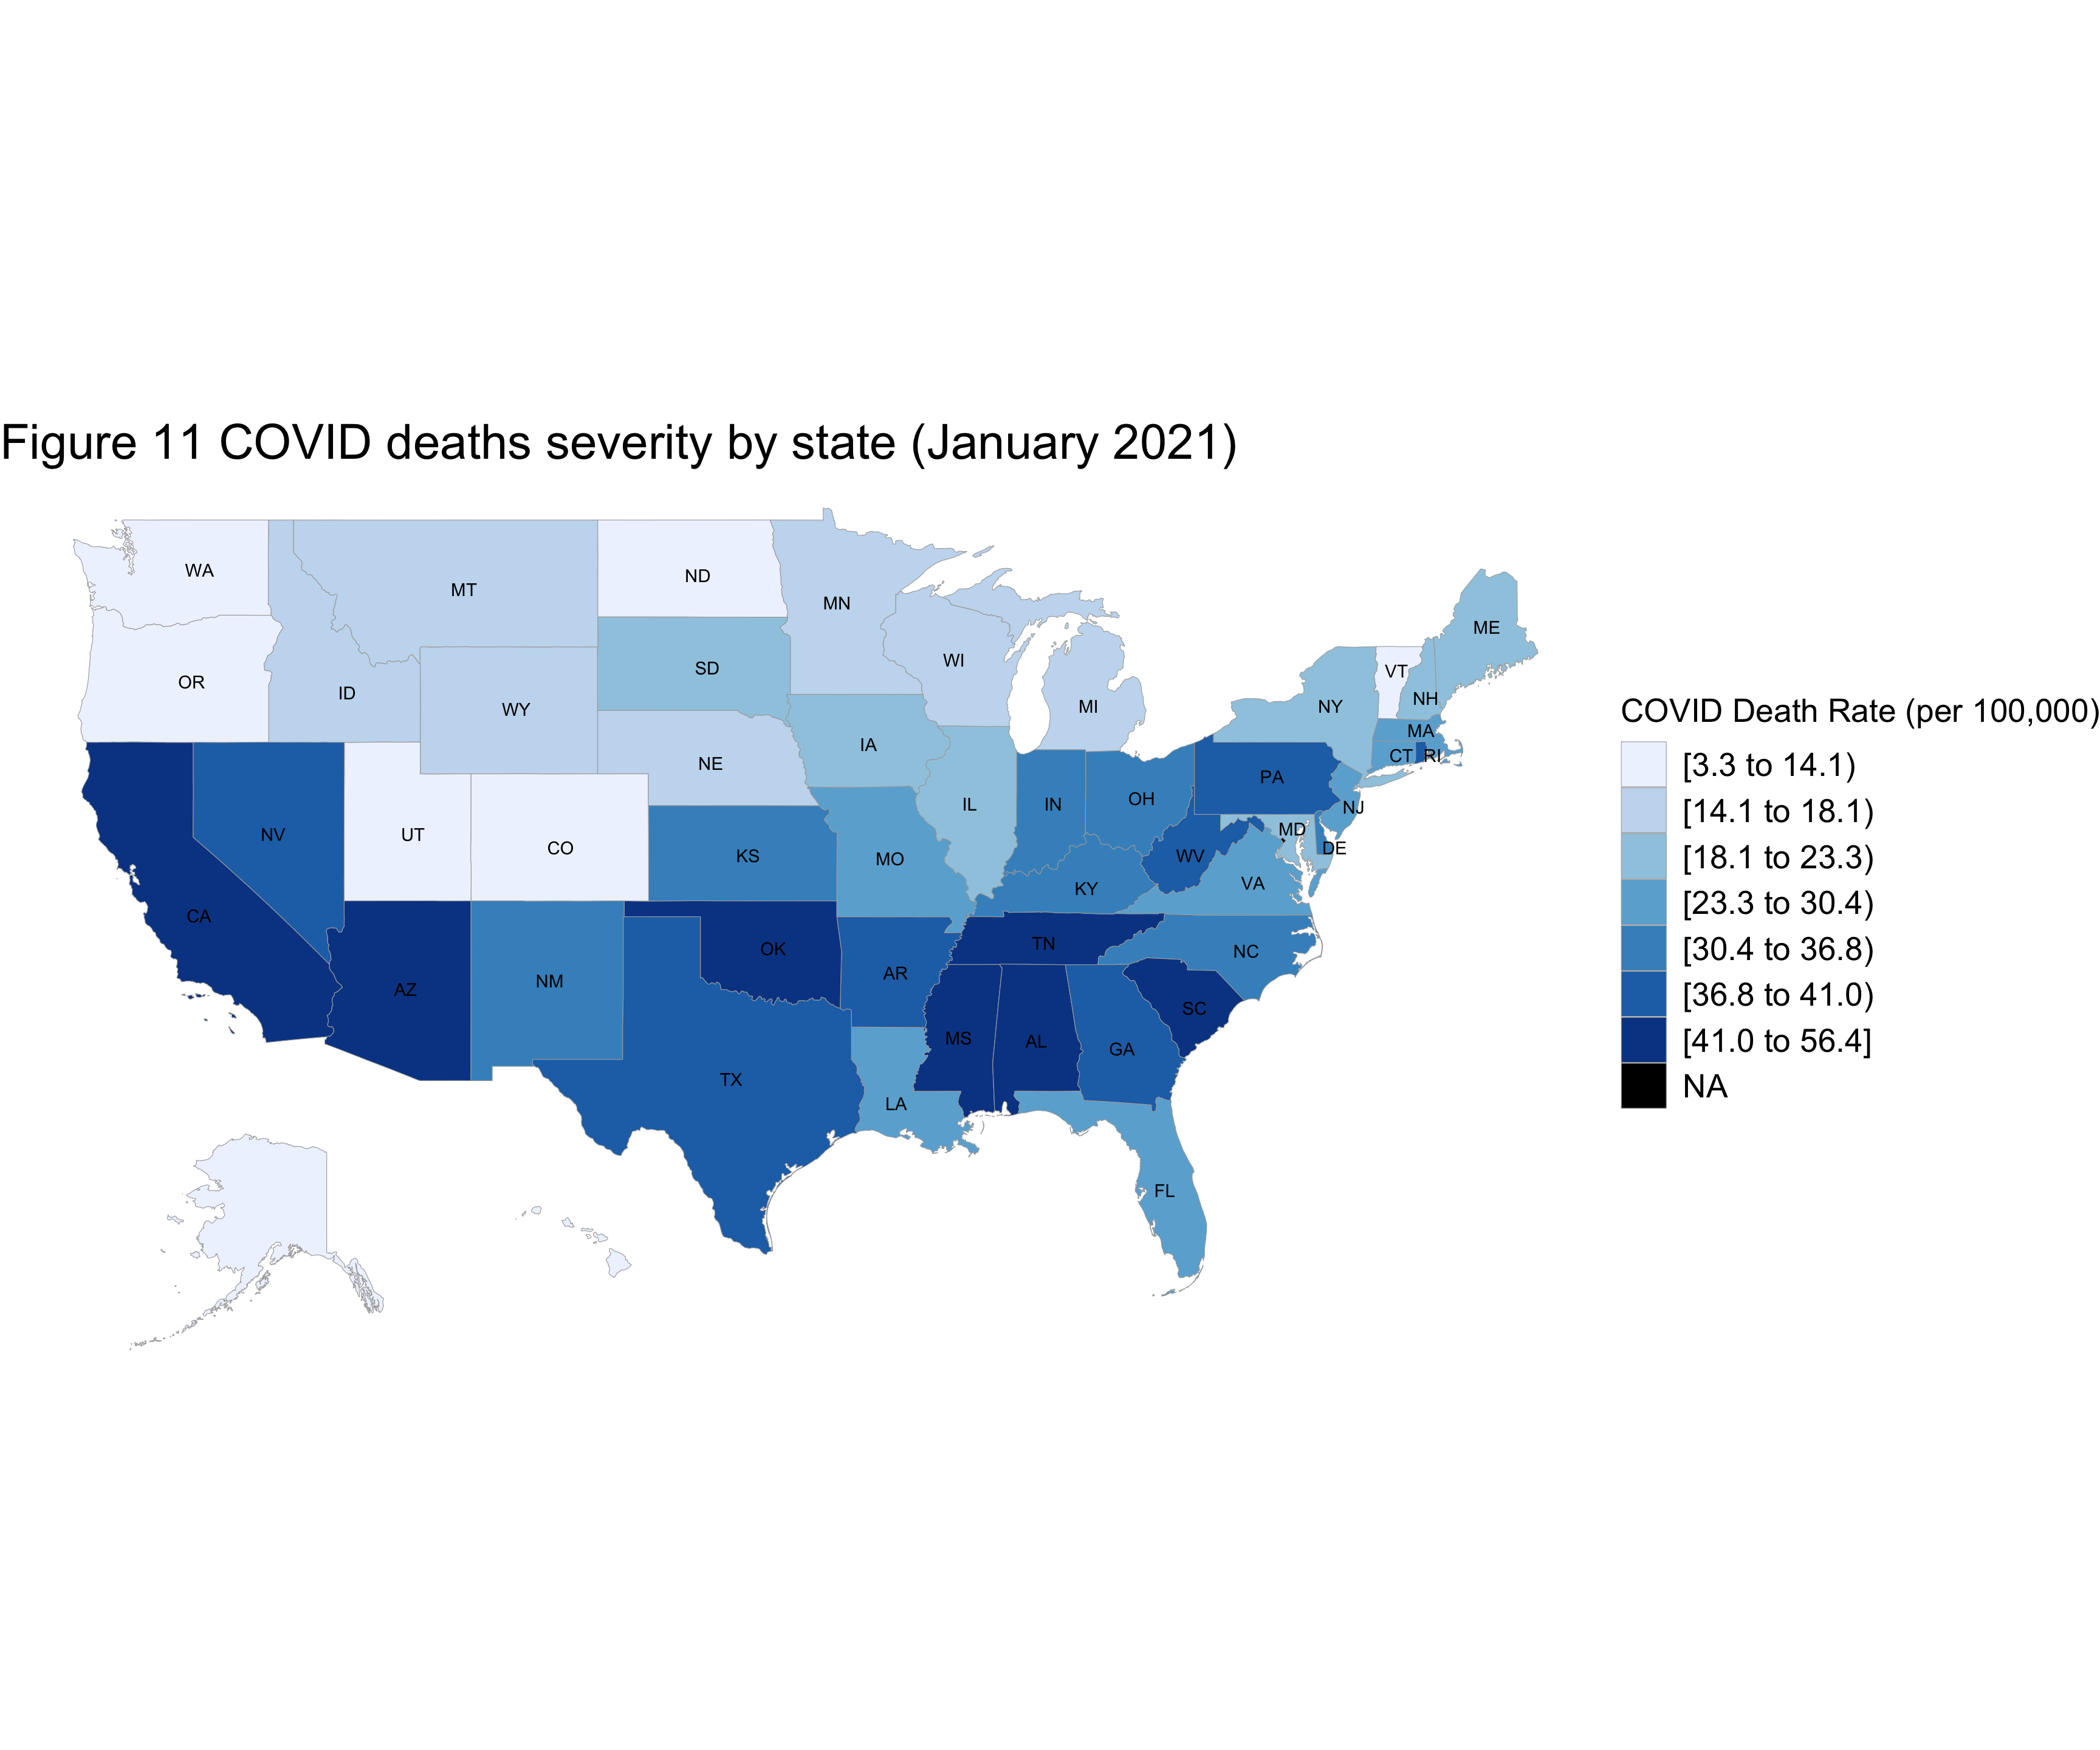 Figure 11 COVID deaths severity by state (January 2021)
WA
MT
ND
MN
OR
ID
WY
SD
WI
MI
ME
VT
NH
NY
MA
CT
RI
IA
NE
PA
NV
UT
CO
IL
IN
OH
NJ
MD
DE
KS
MO
WV
VA
KY
CA
OK
TN
NC
AZ
NM
AR
SC
MS
AL
GA
TX
LA
FL
COVID Death Rate (per 100,000)
[3.3 to 14.1)
[14.1 to 18.1)
[18.1 to 23.3)
[23.3 to 30.4)
[30.4 to 36.8)
[36.8 to 41.0)
[41.0 to 56.4]
NA